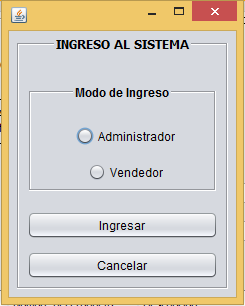 INGRESO AL SISTEMA
Modo de Ingreso
Administrador
Vendedor
Ingresar
Cancelar